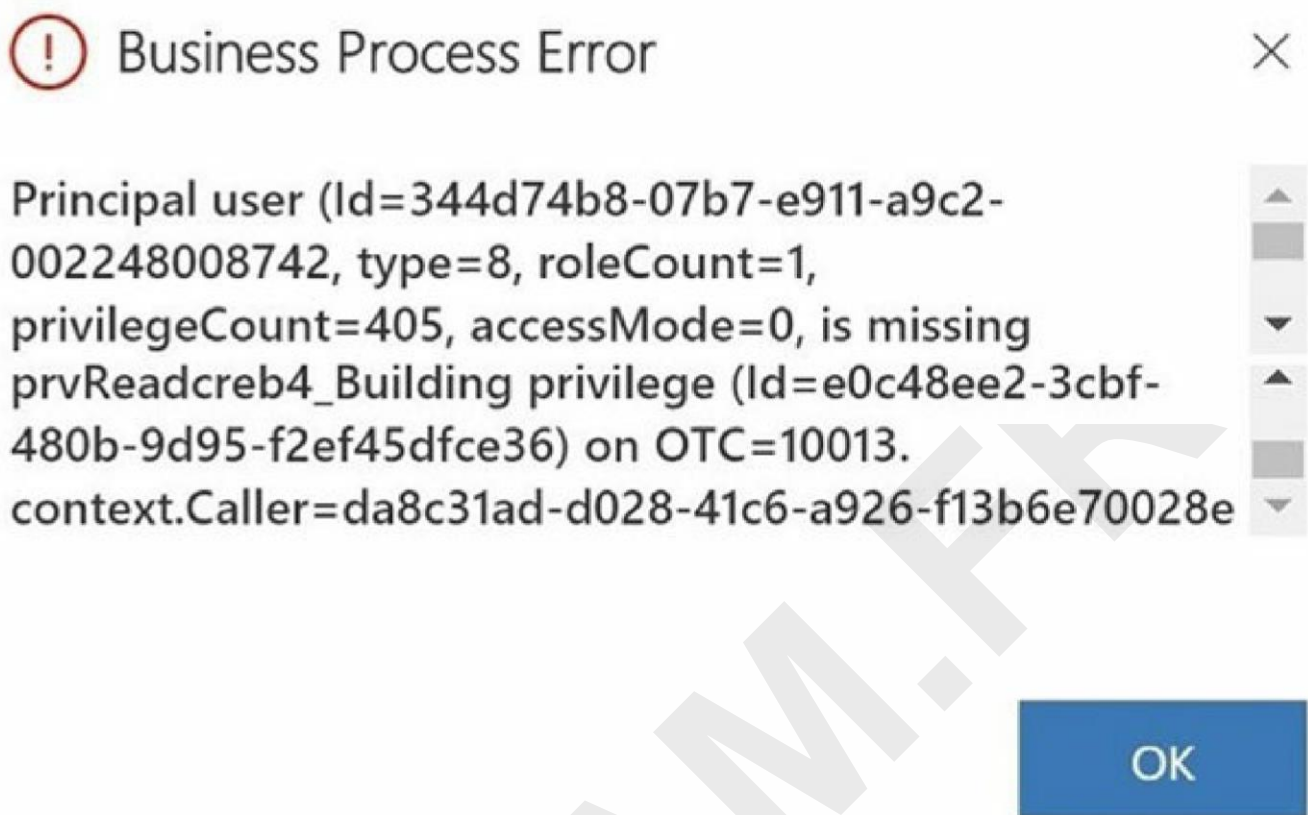 Business Process Error
Principal user (Id=344d74b8-07b7-e911-a9c2-
002248008742, type=8, roleCount=1,
privilegeCount=405, accessMode=0, is missing
prvReadcreb4_Building privilege (Id=e0c48ee2-3cbf-
480b-9d95-f2ef45dfce36) on OTC=10013.
context.Caller=da8c31ad-d028-41c6-a926-f13b6e70028e
OK